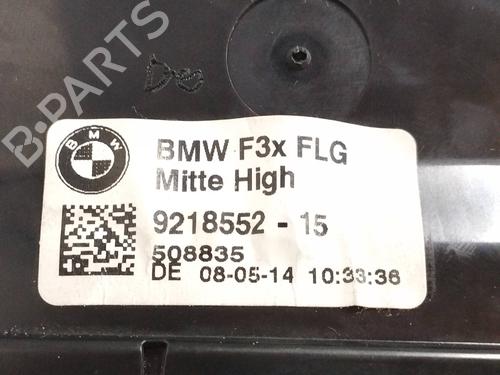 B-PARTS
BMW
BMW F3x FLG
Mitte High
9218552 - 15
508835
DE 08-05-14 10:33:36